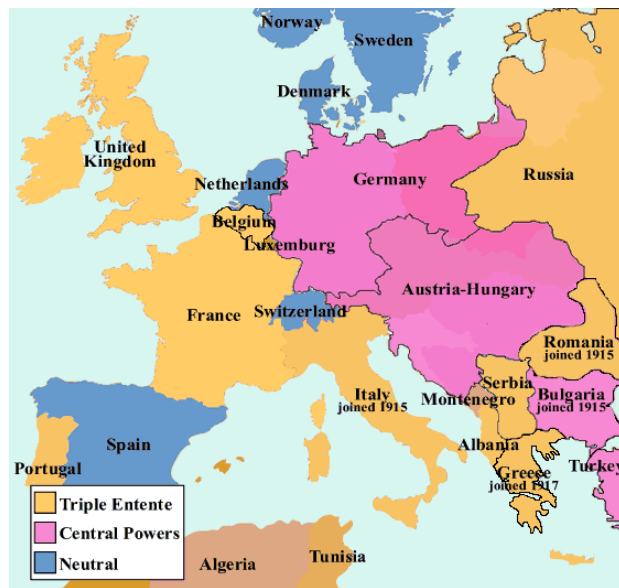 Norway
Sweden
Denmark
United
Kingdom
Netherlands
Germany
Russia
Belgium
Luxemburg
Austria-Hungary
France
Switzerland
Romania
joined 1915
Serbia
Italy
joined 1915
Montenegro
Bulgaria
joined 1915
Spain
Albania
Portugal
Greece
joined 1917
Turkey
Triple Entente
Central Powers
Neutral
Algeria
Tunisia